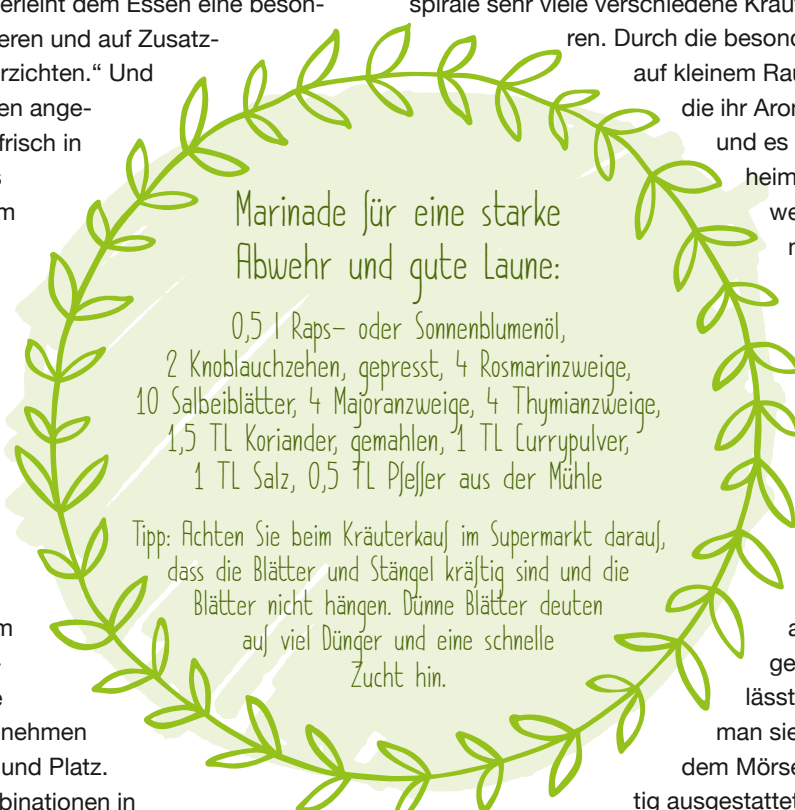 erleiht dem Essen eine beson-
eren und auf Zusatz-
rzichten.“ Und
en ange-
frisch in
m
spirale sehr viele verschiedene Kräu
ren. Durch die besond
auf kleinem Rau
die ihr Aron
und es
heim
we
Marinade für eine starke
Abwehr und gute Laune:
0,5 l Raps- oder Sonnenblumenöl,
2 Knoblauchzehen, gepresst, 4 Rosmarinzweige,
10 Salbeiblätter, 4 Majoranzweige, 4 Thymianzweige,
1,5 TL Koriander, gemahlen, 1 TL Currypulver,
1 TL Salz, 0,5 TL Pfeffer aus der Mühle
Tipp: Achten Sie beim Kräuterkauf im Supermarkt darauf,
dass die Blätter und Stängel kräftig sind und die
Blätter nicht hängen. Dünne Blätter deuten
auf viel Dünger und eine schnelle
Zucht hin.
m
e
nehmen
und Platz.
binationen in
a
ge
lässt
man sie
dem Mörse
tig ausgestattet